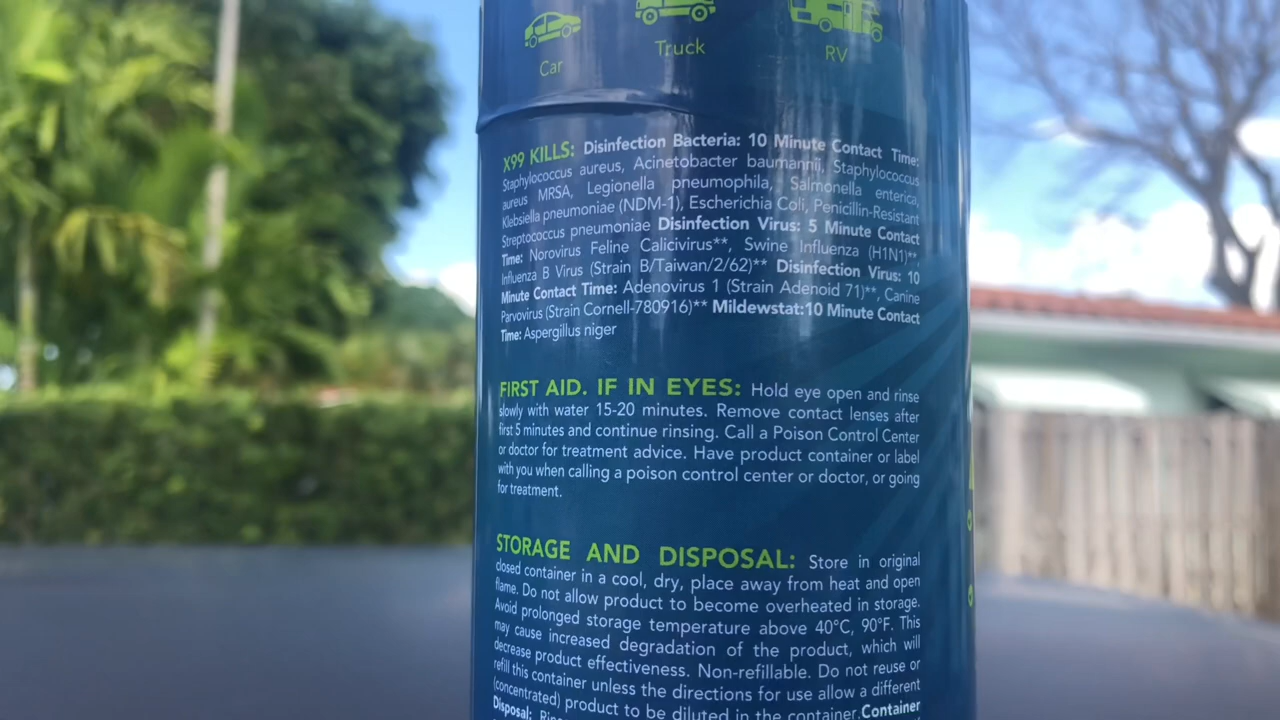 Car
Truck
RV
X99 KILLS: Disinfection Bacteria: 10 Minute Contact Time:
Staphylococcus aureus, Acinetobacter baumannii, Staphylococcus
aureus MRSA, Legionella pneumophila, Salmonella enterica,
Klebsiella pneumoniae (NDM-1), Escherichia Coli, Penicillin-Resistant
Streptococcus pneumoniae Disinfection Virus: 5 Minute Contact
Time: Norovirus Feline Calicivirus**, Swine Influenza (H1N1)**,
Influenza B Virus (Strain B/Taiwan/2/62)** Disinfection Virus: 10
Minute Contact Time: Adenovirus 1 (Strain Adenoid 71)**, Canine
Parvovirus (Strain Cornell-780916)** Mildewstat:10 Minute Contact
Time: Aspergillus niger
FIRST AID. IF IN EYES: Hold eye open and rinse
slowly with water 15-20 minutes. Remove contact lenses after
first 5 minutes and continue rinsing. Call a Poison Control Center
or doctor for treatment advice. Have product container or label
with you when calling a poison control center or doctor, or going
for treatment.
STORAGE AND DISPOSAL: Store in original
closed container in a cool, dry, place away from heat and open
flame. Do not allow product to become overheated in storage.
Avoid prolonged storage temperature above 40°C, 90°F. This
may cause increased degradation of the product, which will
decrease product effectiveness. Non-refillable. Do not reuse or
refill this container unless the directions for use allow a different
(concentrated) product to be diluted in the container.Container
Disposal: